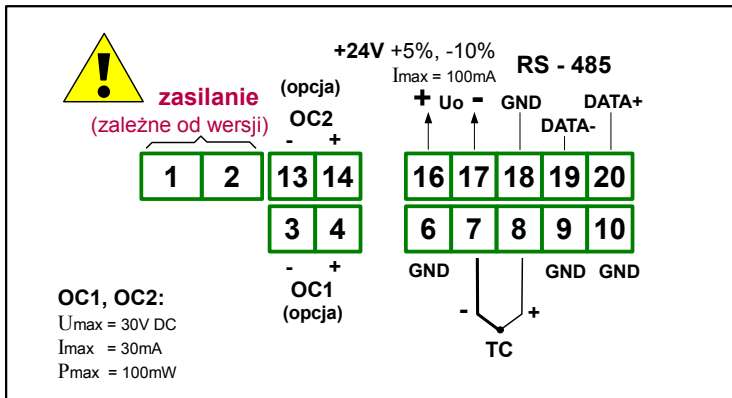 +24V +5%, -10%
Imax = 100mA
RS - 485
zasilanie
(zależne od wersji)
(opcja)
OC2
- +
+ Uo -
GND
DATA-
DATA+
1 2 13 14 16 17 18 19 20
3 4 6 7 8 9 10
- +
OC1
(opcja)
GND
GND GND
- +
TC
OC1, OC2:
Umax = 30V DC
Imax = 30mA
Pmax = 100mW